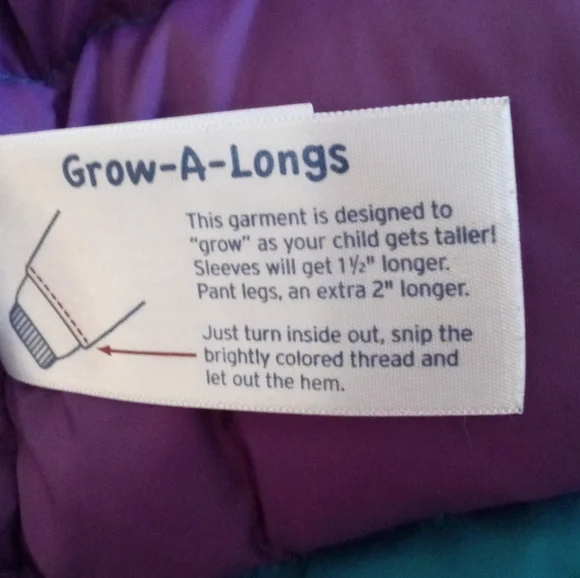 Grow-A-Longs
This garment is designed to
"grow" as your child gets taller!
Sleeves will get 1½" longer.
Pant legs, an extra 2" longer.
Just turn inside out, snip the
brightly colored thread and
let out the hem.